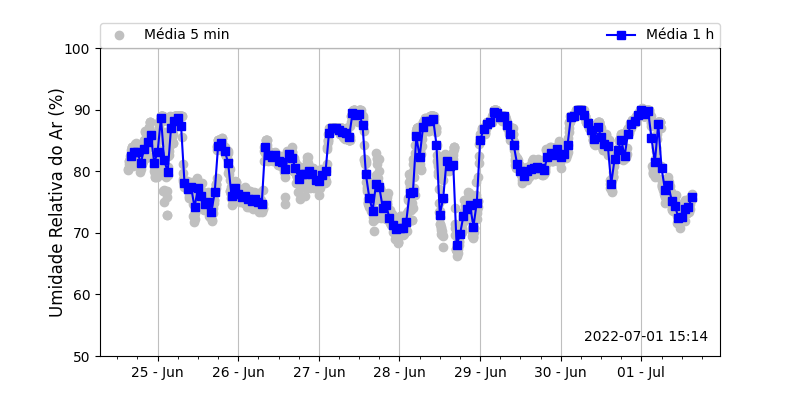 Média 5 min
Média 1 h
Umidade Relativa do Ar (%)
100
90
80
70
60
50
2022-07-01 15:14
25 - Jun
26 - Jun
27 - Jun
28 - Jun
29 - Jun
30 - Jun
01 - Jul